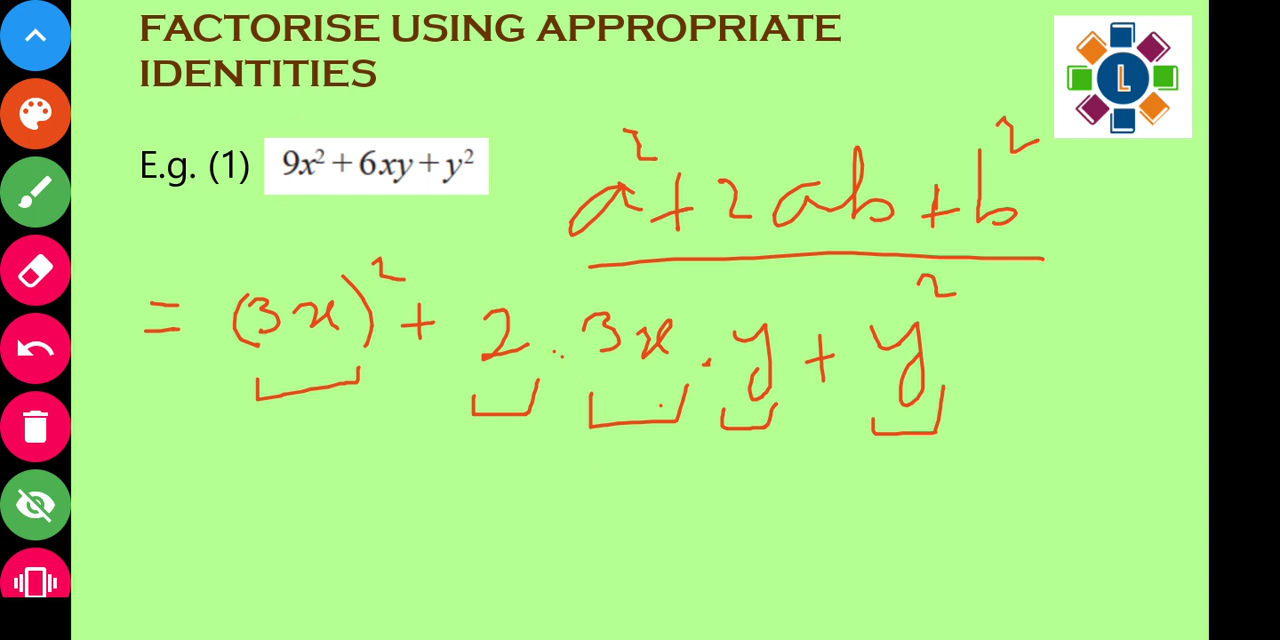 FACTORISE USING APPROPRIATE
IDENTITIES
E.g. (1) 9x² + 6xy + y²
a² + 2ab + b²
= (3x)² + 2 . 3x . y + y²
L